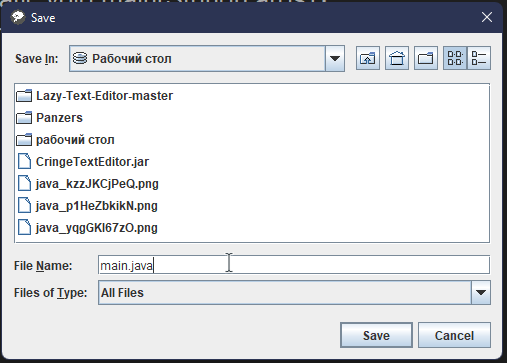 Save
Save In: Рабочий стол
Lazy-Text-Editor-master
Panzers
рабочий стол
CringeTextEditor.jar
java_kzzJKCjPeQ.png
java_p1HeZbkikN.png
java_yqgGKl67zO.png
File Name: main.java
Files of Type: All Files
Save Cancel